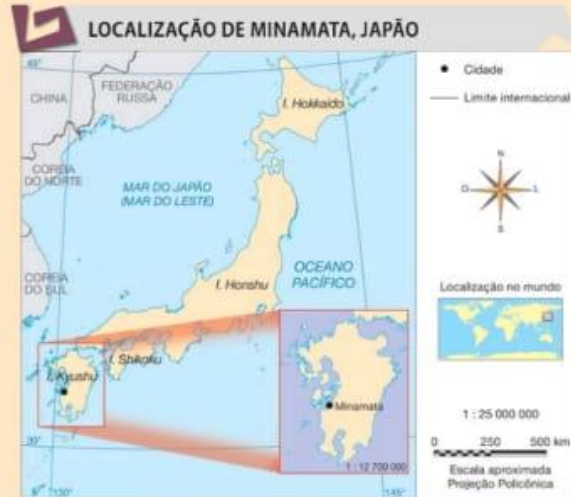 LOCALIZAÇÃO DE MINAMATA, JAPÃO
45°
CHINA
FEDERAÇÃO
RUSSA
I. Hokkaido
COREIA
DO NORTE
MAR DO JAPÃO
(MAR DO LESTE)
COREIA
DO SUL
I. Honshu
OCEANO
PACÍFICO
I. Shikoku
I. Kyushu
Minamata
1 : 12 700 000
30°
130°
145°
Cidade
Limite internacional
N
O
L
S
Localização no mundo
1 : 25 000 000
0 250 500 km
Escala aproximada
Projeção Policônica